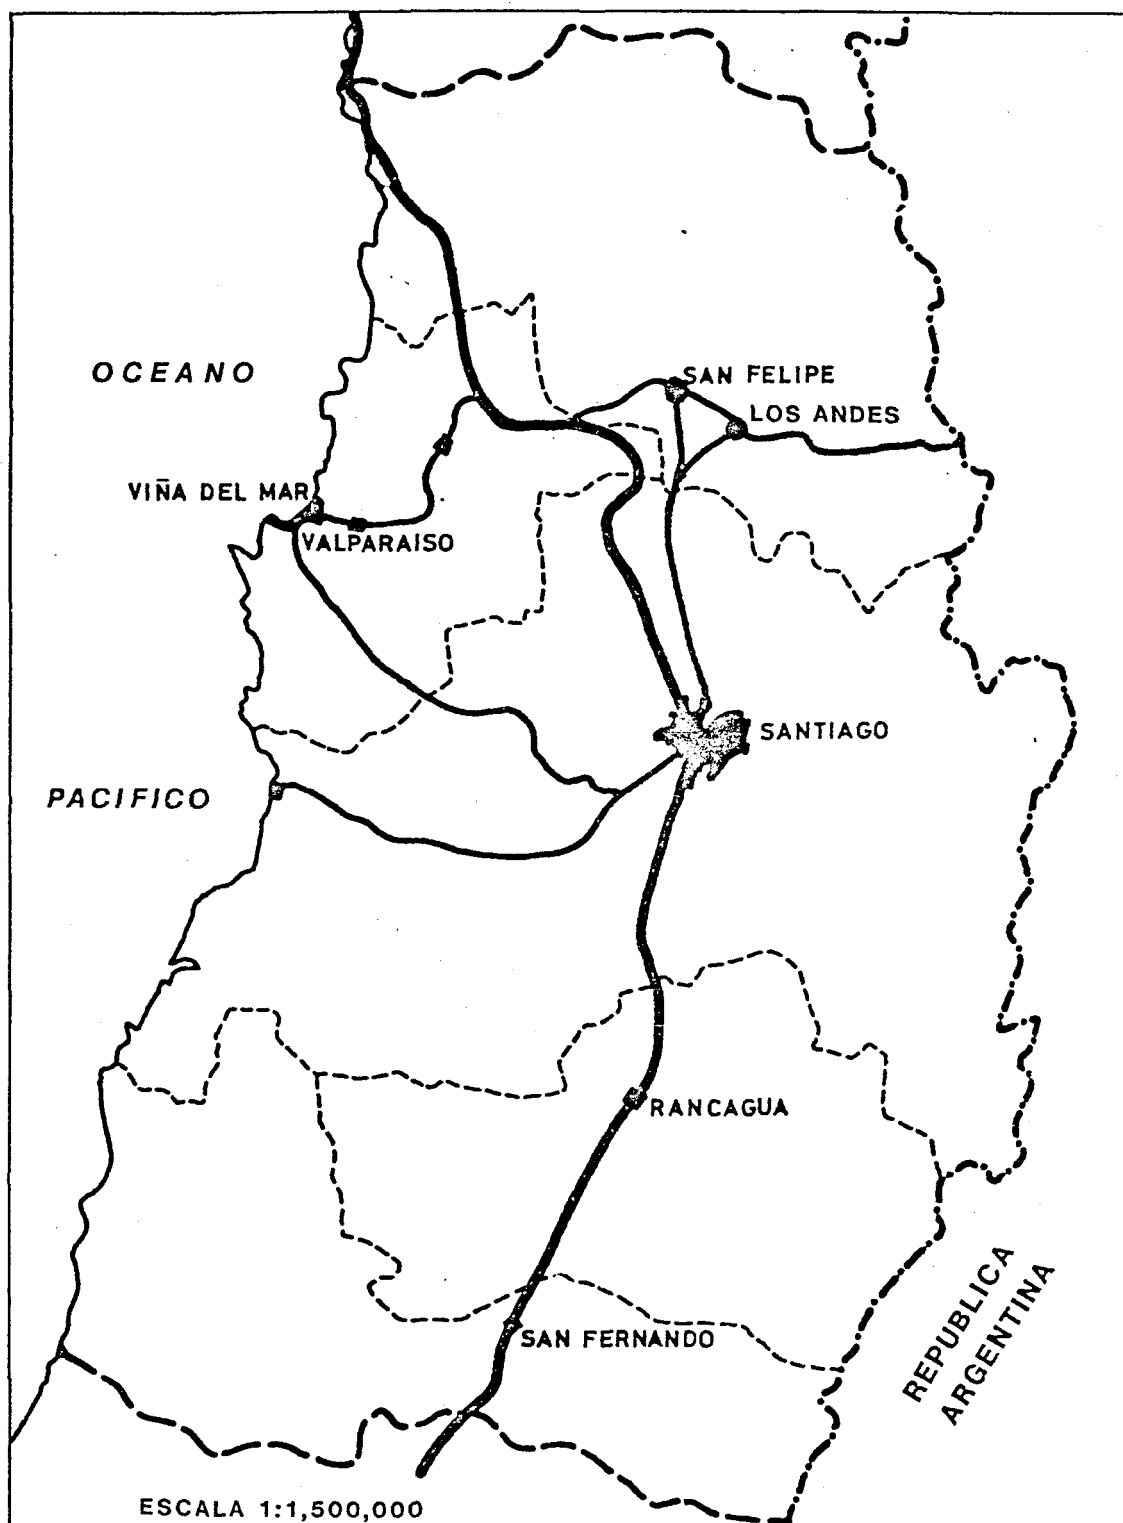 OCEANO
SAN FELIPE
LOS ANDES
VIÑA DEL MAR
VALPARAISO
SANTIAGO
PACIFICO
RANCAGUA
SAN FERNANDO
REPUBLICA
ARGENTINA
ESCALA 1:1,500,000